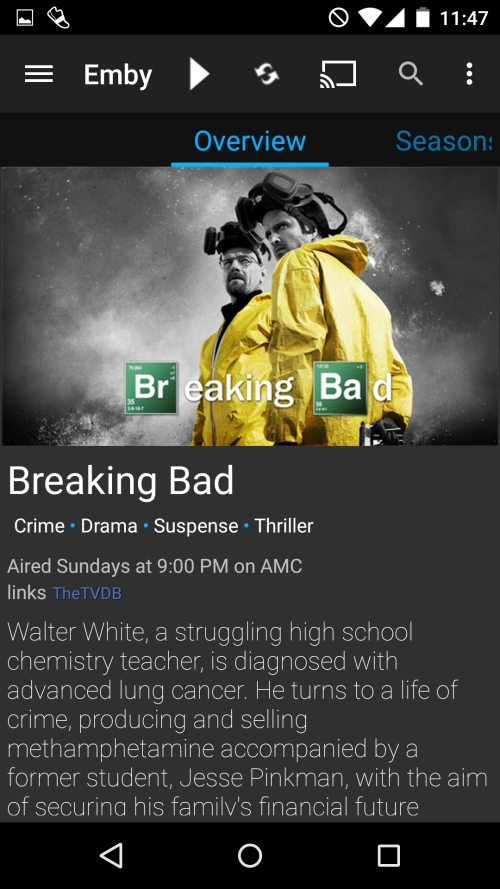 11:47
Emby
Overview
Seasons
Br eaking Ba d
35
56
Breaking Bad
Crime • Drama • Suspense • Thriller
Aired Sundays at 9:00 PM on AMC
links TheTVDB
Walter White, a struggling high school
chemistry teacher, is diagnosed with
advanced lung cancer. He turns to a life of
crime, producing and selling
methamphetamine accompanied by a
former student, Jesse Pinkman, with the aim
of securing his family's financial future